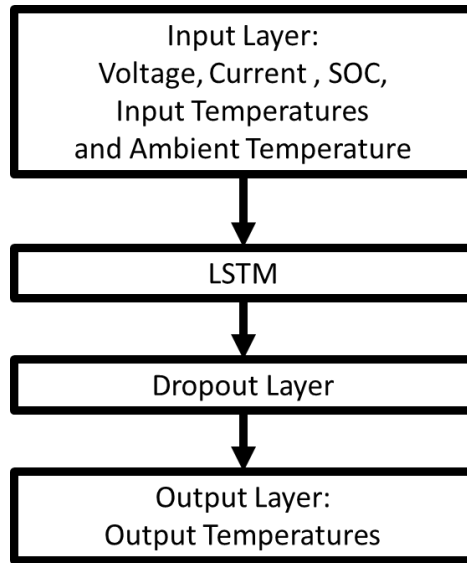 Input Layer:
Voltage, Current , SOC,
Input Temperatures
and Ambient Temperature
LSTM
Dropout Layer
Output Layer:
Output Temperatures